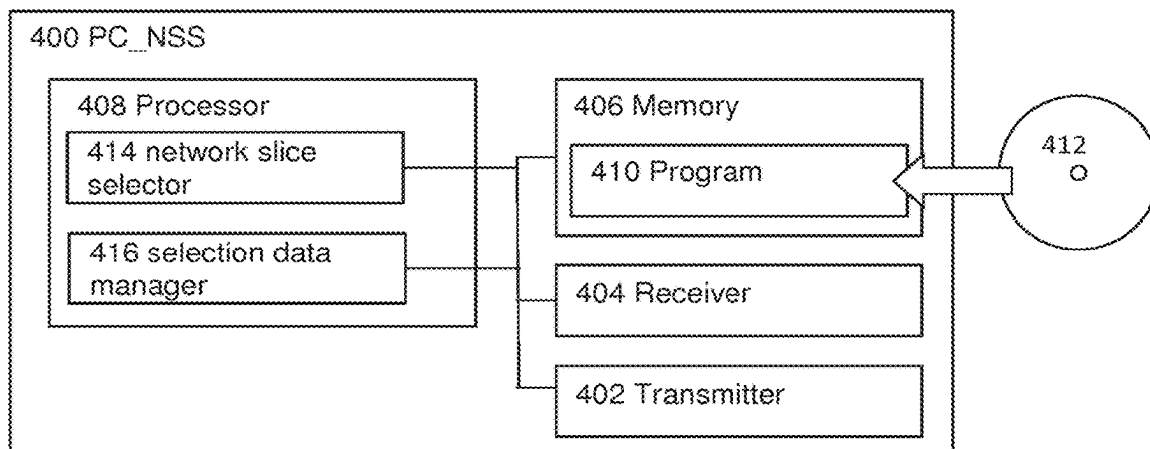 400 PC_NSS
408 Processor
414 network slice
selector
416 selection data
manager
406 Memory
410 Program
404 Receiver
402 Transmitter
412